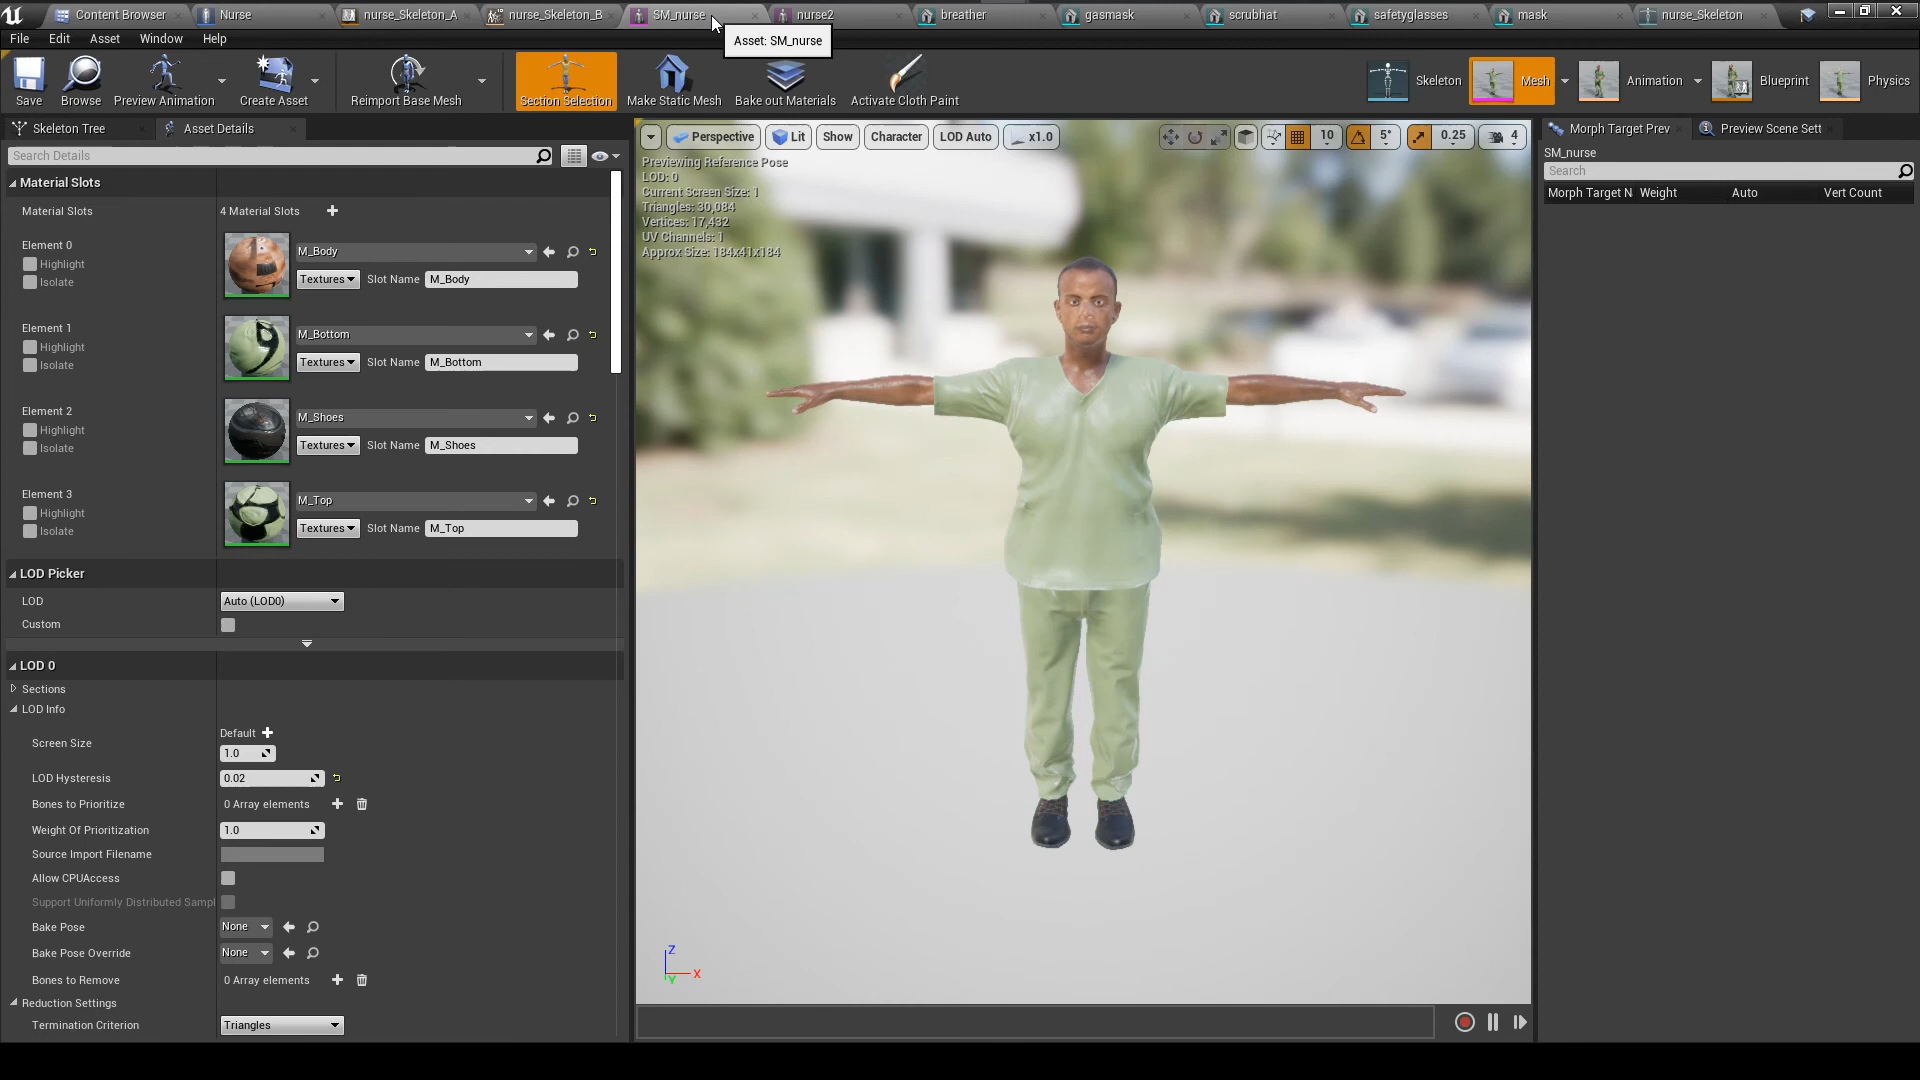 Content Browser
Nurse
nurse_Skeleton_A
nurse_Skeleton_B
SM_nurse
nurse2
breather
gasmask
scrubhat
safetyglasses
mask
nurse_Skeleton
File Edit Asset Window Help
Asset: SM_nurse
Save
Browse
Preview Animation
Create Asset
Reimport Base Mesh
Section Selection
Make Static Mesh
Bake out Materials
Activate Cloth Paint
Skeleton
Mesh
Animation
Blueprint
Physics
Skeleton Tree
Asset Details
Search Details
Material Slots
Material Slots
4 Material Slots
Element 0
Highlight
Isolate
M_Body
Textures
Slot Name
M_Body
Element 1
Highlight
Isolate
M_Bottom
Textures
Slot Name
M_Bottom
Element 2
Highlight
Isolate
M_Shoes
Textures
Slot Name
M_Shoes
Element 3
Highlight
Isolate
M_Top
Textures
Slot Name
M_Top
LOD Picker
LOD
Auto (LOD0)
Custom
LOD 0
Sections
LOD Info
Screen Size
Default
1.0
LOD Hysteresis
0.02
Bones to Prioritize
0 Array elements
Weight Of Prioritization
1.0
Source Import Filename
Allow CPUAccess
Support Uniformly Distributed Sampl
Bake Pose
None
Bake Pose Override
None
Bones to Remove
0 Array elements
Reduction Settings
Termination Criterion
Triangles
Perspective
Lit
Show
Character
LOD Auto
x1.0
10
5°
0.25
4
Previewing Reference Pose
LOD: 0
Current Screen Size: 1
Triangles: 30,084
Vertices: 17,432
UV Channels: 1
Approx Size: 184x41x184
Z
X
Y
Morph Target Prev
Preview Scene Sett
SM_nurse
Search
Morph Target N
Weight
Auto
Vert Count